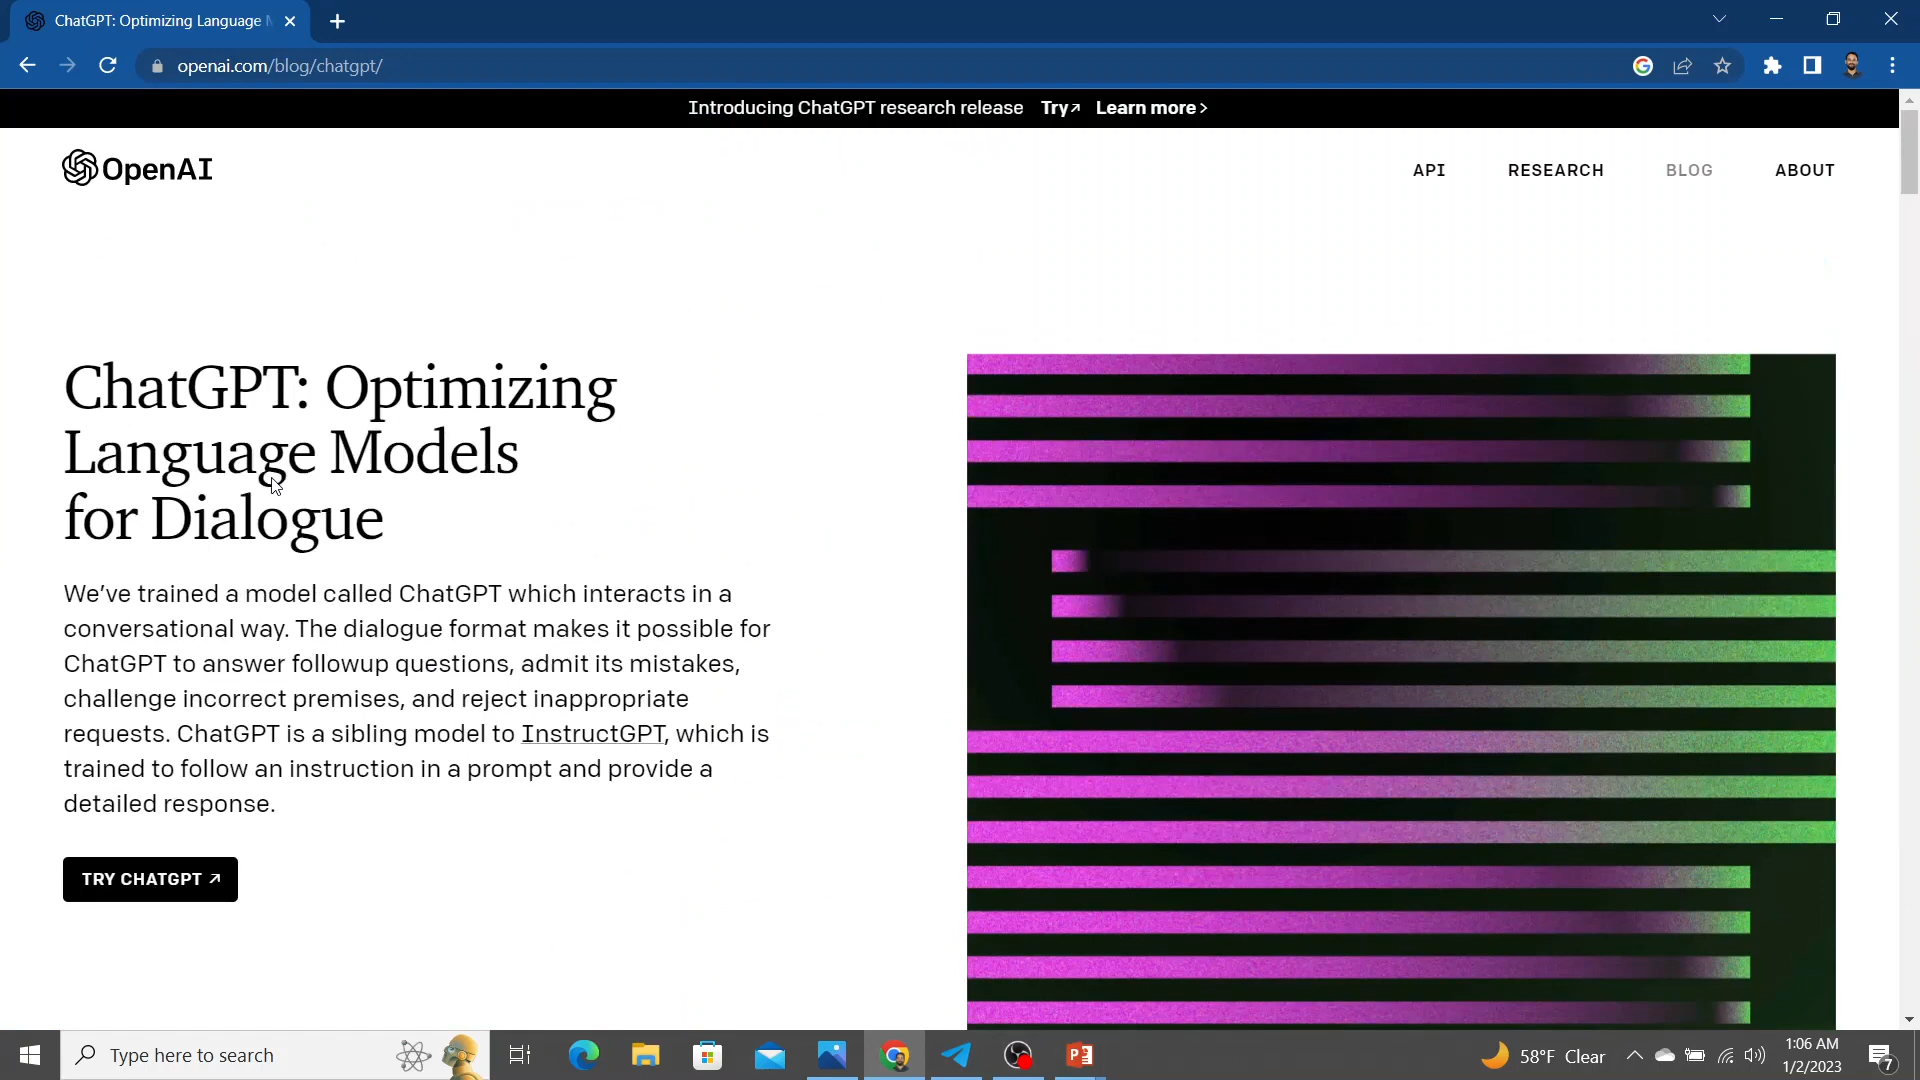 ChatGPT: Optimizing Language
openai.com/blog/chatgpt/
Introducing ChatGPT research release Try↗ Learn more >
OpenAI
API RESEARCH BLOG ABOUT
ChatGPT: Optimizing
Language Models
for Dialogue
We’ve trained a model called ChatGPT which interacts in a
conversational way. The dialogue format makes it possible for
ChatGPT to answer followup questions, admit its mistakes,
challenge incorrect premises, and reject inappropriate
requests. ChatGPT is a sibling model to InstructGPT, which is
trained to follow an instruction in a prompt and provide a
detailed response.
TRY CHATGPT ↗
Type here to search
58°F Clear
1:06 AM
1/2/2023
7